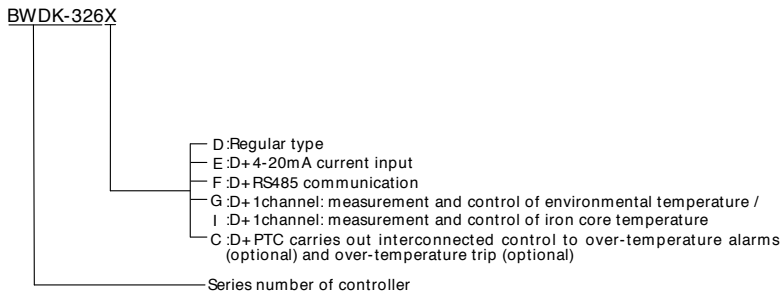 BWDK-326X
D:Regular type
E:D+4-20mA current input
F:D+RS485 communication
G:D+1channel: measurement and control of environmental temperature /
I :D+1channel: measurement and control of iron core temperature
C:D+PTC carries out interconnected control to over-temperature alarms
(optional) and over-temperature trip (optional)
Series number of controller